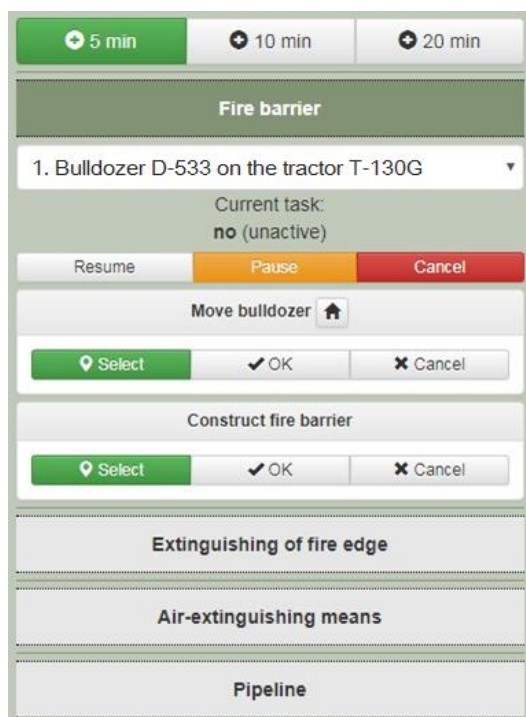 5 min 10 min 20 min
Fire barrier
1. Bulldozer D-533 on the tractor T-130G
Current task:
no (unactive)
Resume Pause Cancel
Move bulldozer
Select OK Cancel
Construct fire barrier
Select OK Cancel
Extinguishing of fire edge
Air-extinguishing means
Pipeline